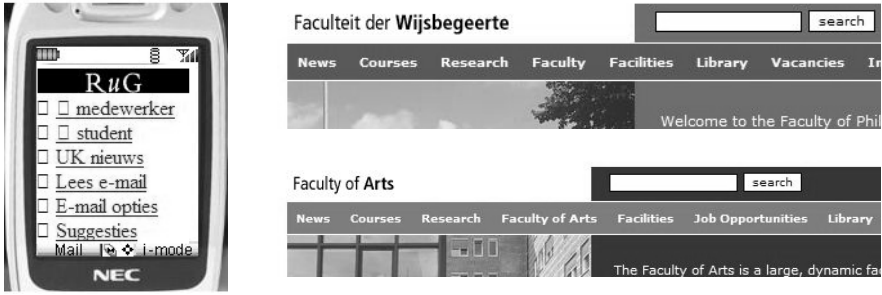 RuG
medewerker
student
UK nieuws
Lees e-mail
E-mail opties
Suggesties
Mail i-mode
NEC
Faculteit der Wijsbegeerte
search
News Courses Research Faculty Facilities Library Vacancies In
Welcome to the Faculty of Phil
Faculty of Arts
search
News Courses Research Faculty of Arts Facilities Job Opportunities Library
The Faculty of Arts is a large, dynamic fac